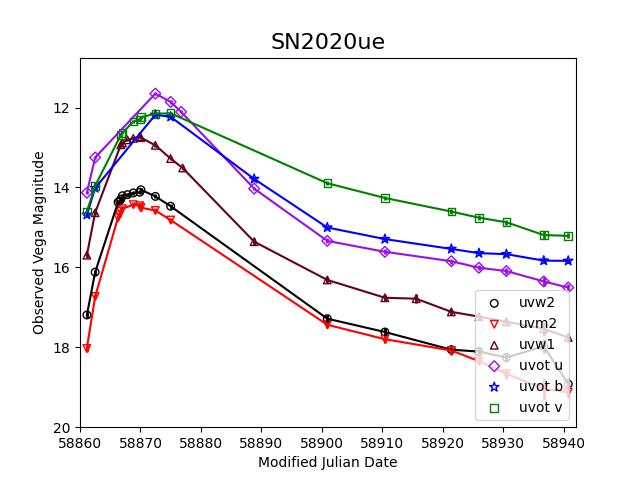 SN2020ue
Observed Vega Magnitude
12
14
16
18
20
58860 58870 58880 58890 58900 58910 58920 58930 58940
Modified Julian Date
uvw2
uvm2
uvw1
uvot u
uvot b
uvot v